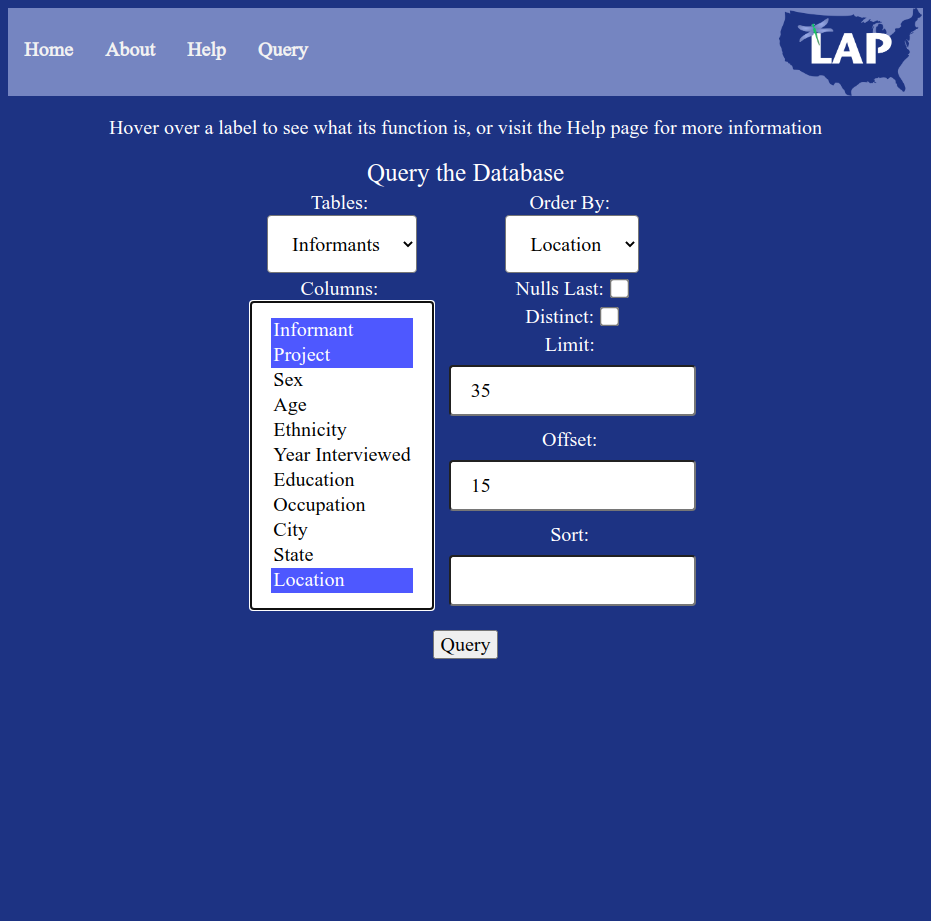 Home About Help Query
LAP
Hover over a label to see what its function is, or visit the Help page for more information
Query the Database
Tables:
Informants
Columns:
Informant
Project
Sex
Age
Ethnicity
Year Interviewed
Education
Occupation
City
State
Location
Order By:
Location
Nulls Last:
Distinct:
Limit:
35
Offset:
15
Sort:
Query